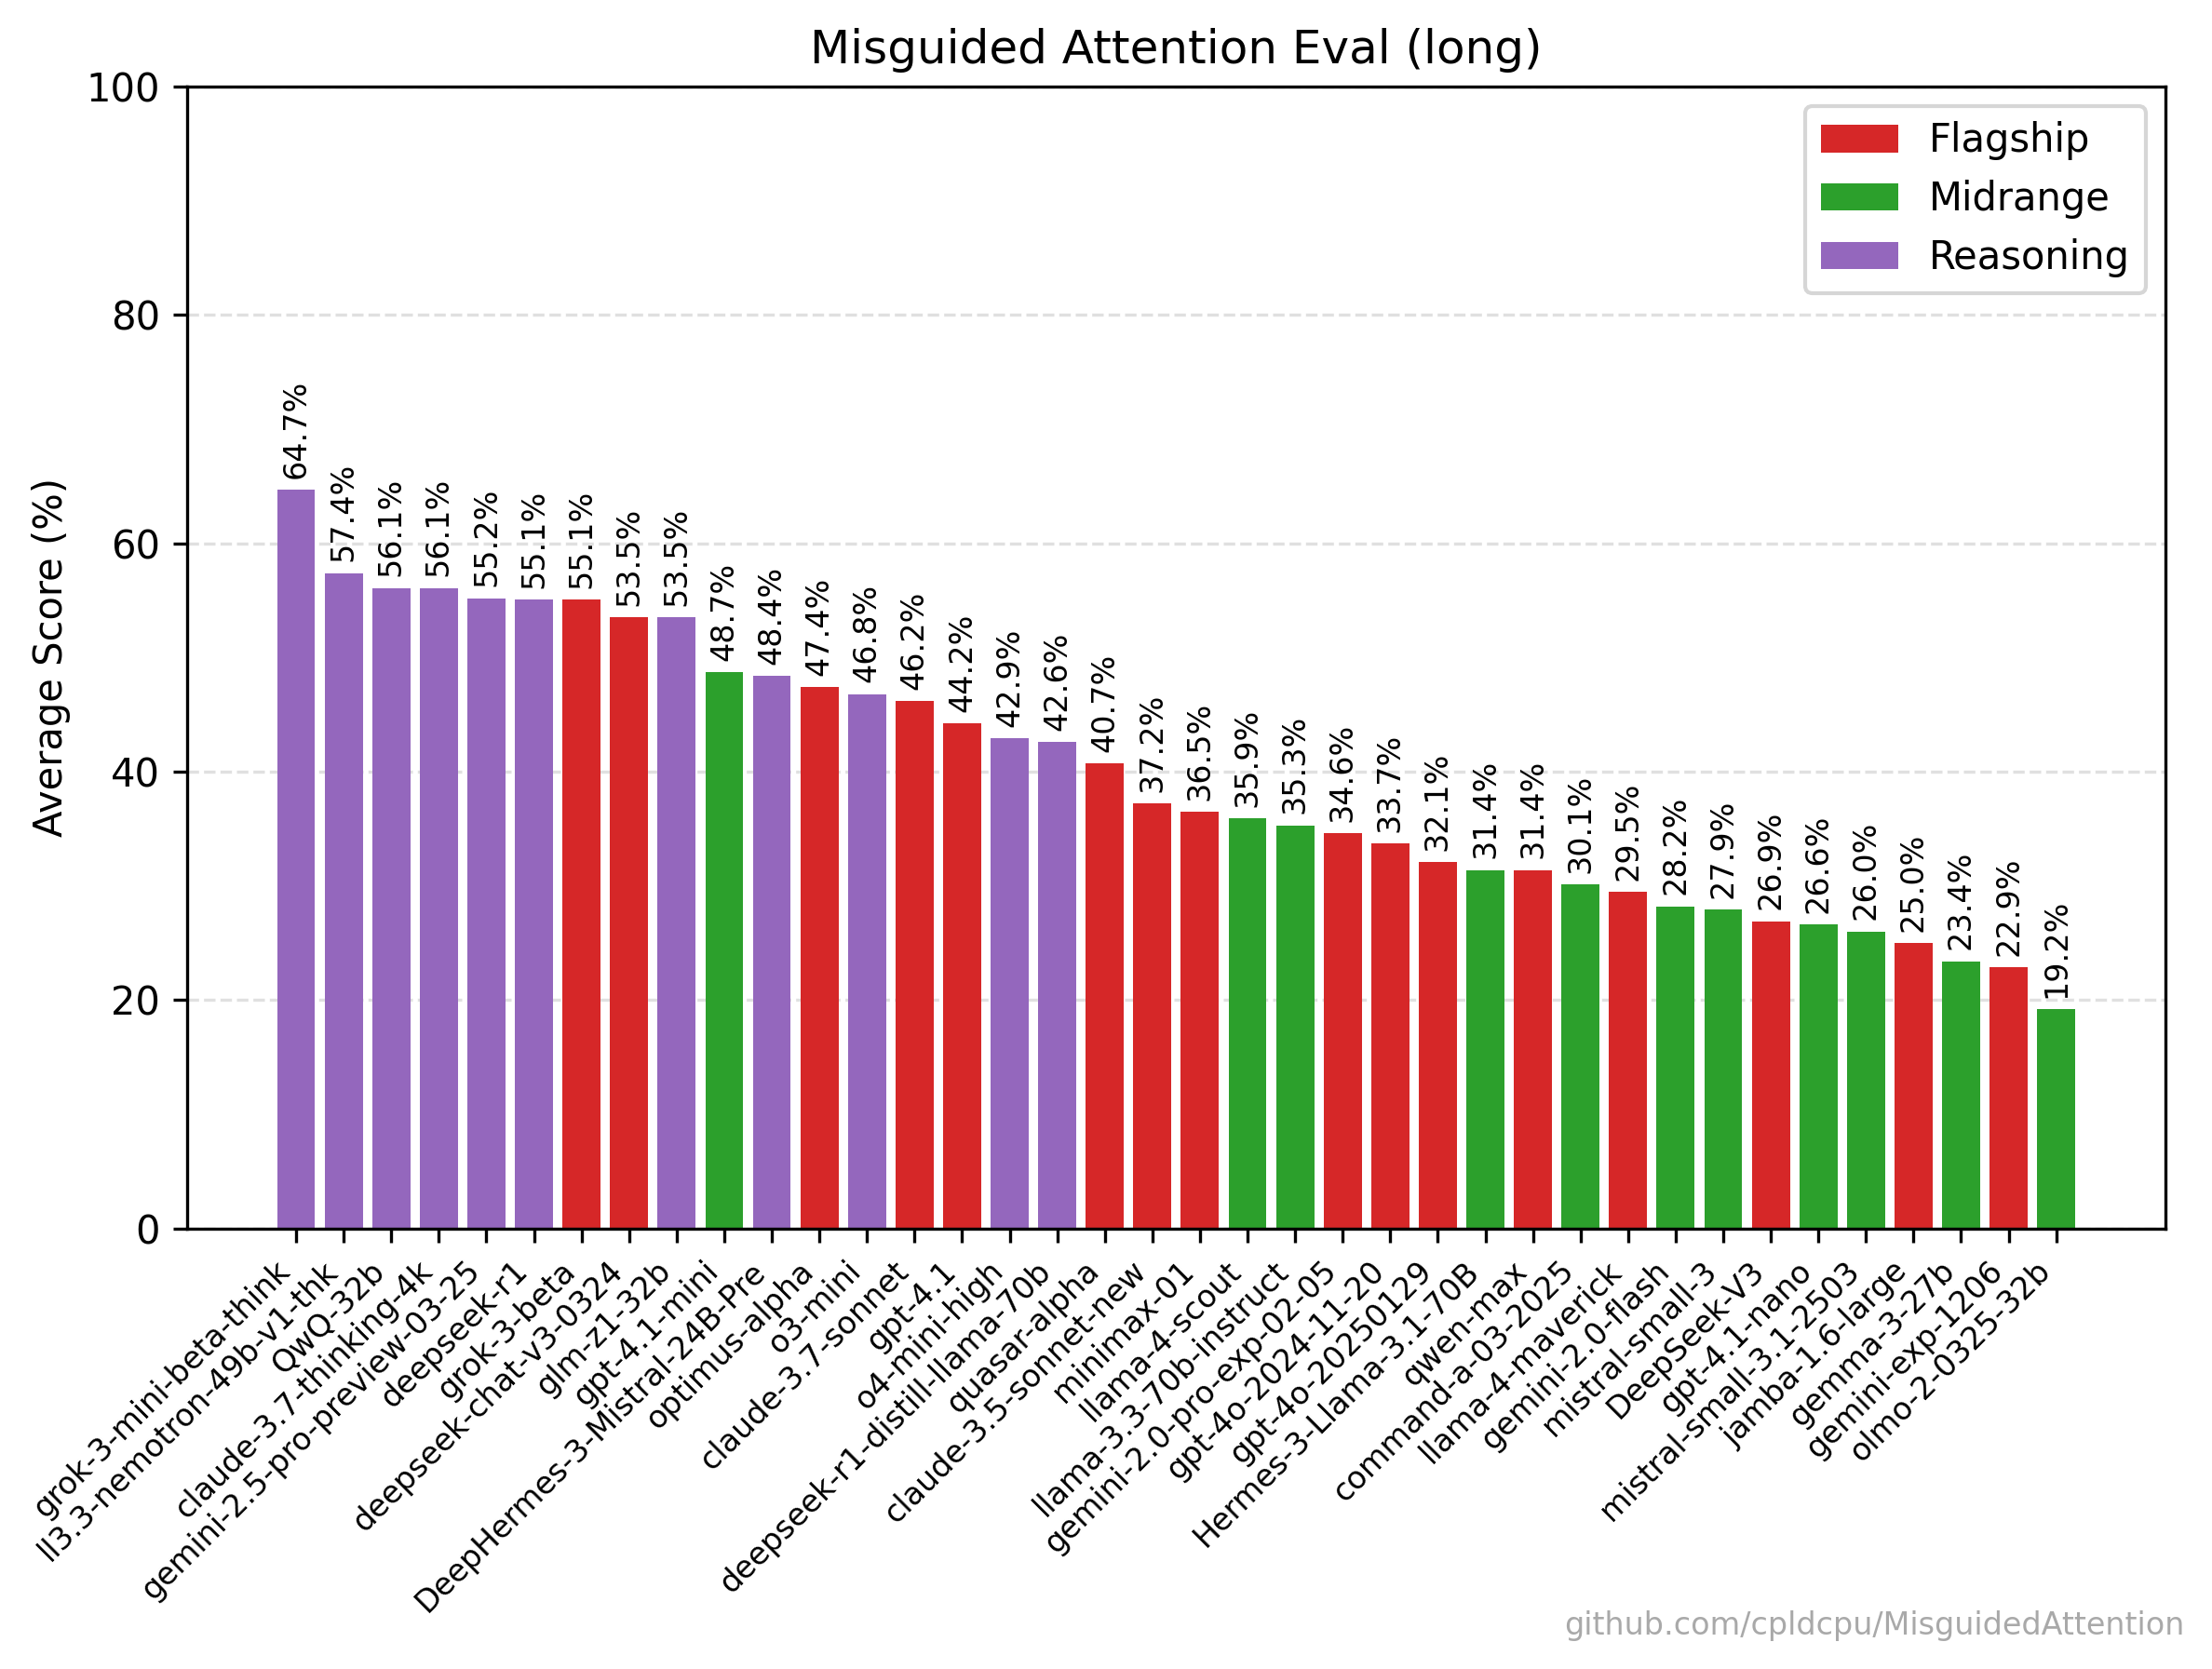 Misguided Attention Eval (long)
Average Score (%)
100
80
60
40
20
0
Flagship
Midrange
Reasoning
64.7%
57.4%
56.1%
56.1%
55.2%
55.1%
55.1%
53.5%
53.5%
48.7%
48.4%
47.4%
46.8%
46.2%
44.2%
42.9%
42.6%
40.7%
37.2%
36.5%
35.9%
35.3%
34.6%
33.7%
32.1%
31.4%
31.4%
30.1%
29.5%
28.2%
27.9%
26.9%
26.6%
26.0%
25.0%
23.4%
22.9%
19.2%
grok-3-mini-beta-think
ll3.3-nemotron-49b-v1-thk
QwQ-32b
claude-3.7-thinking-4k
gemini-2.5-pro-preview-03-25
deepseek-r1
grok-3-beta
deepseek-chat-v3-0324
glm-z1-32b
gpt-4.1-mini
DeepHermes-3-Mistral-24B-Pre
optimus-alpha
o3-mini
claude-3.7-sonnet
gpt-4.1
o4-mini-high
deepseek-r1-distill-llama-70b
quasar-alpha
claude-3.5-sonnet-new
minimax-01
llama-4-scout
llama-3.3-70b-instruct
gemini-2.0-pro-exp-02-05
gpt-4o-2024-11-20
gpt-4o-20250129
Hermes-3-Llama-3.1-70B
qwen-max
command-a-03-2025
llama-4-maverick
gemini-2.0-flash
mistral-small-3
DeepSeek-V3
gpt-4.1-nano
mistral-small-3.1-2503
jamba-1.6-large
gemma-3-27b
gemini-exp-1206
olmo-2-0325-32b
github.com/cpldcpu/MisguidedAttention